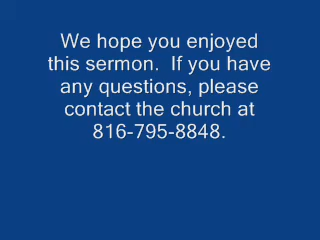 We hope you enjoyed
this sermon.  If you have
any questions, please
contact the church at
816-795-8848.